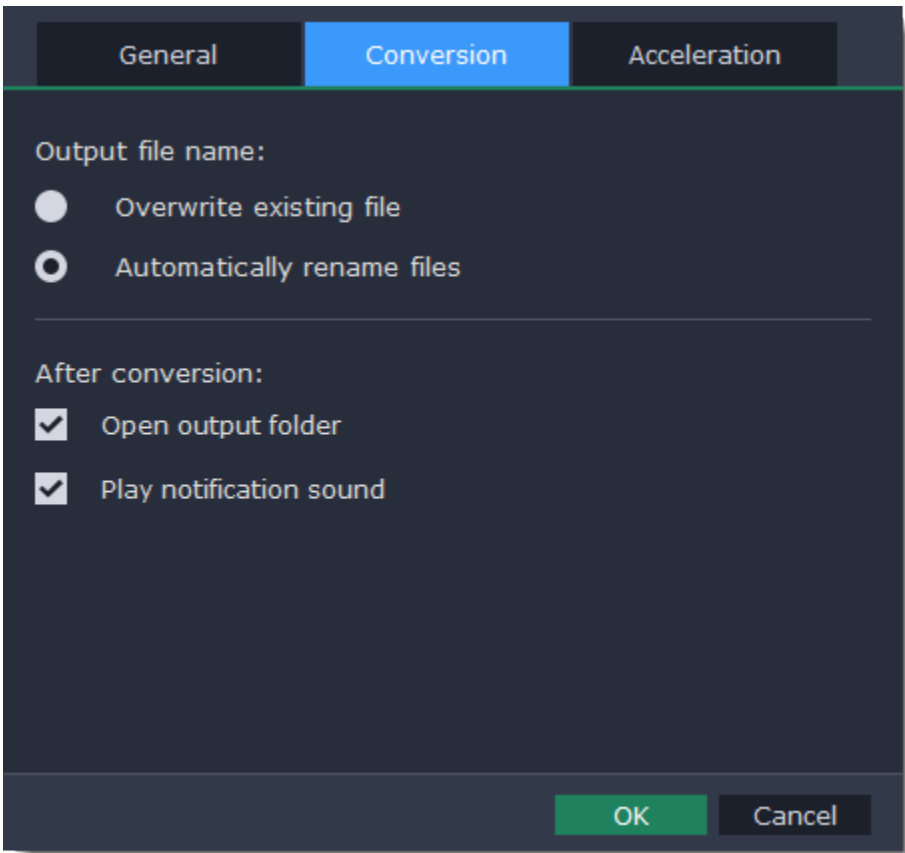 General Conversion Acceleration
Output file name:
Overwrite existing file
Automatically rename files
After conversion:
Open output folder
Play notification sound
OK Cancel